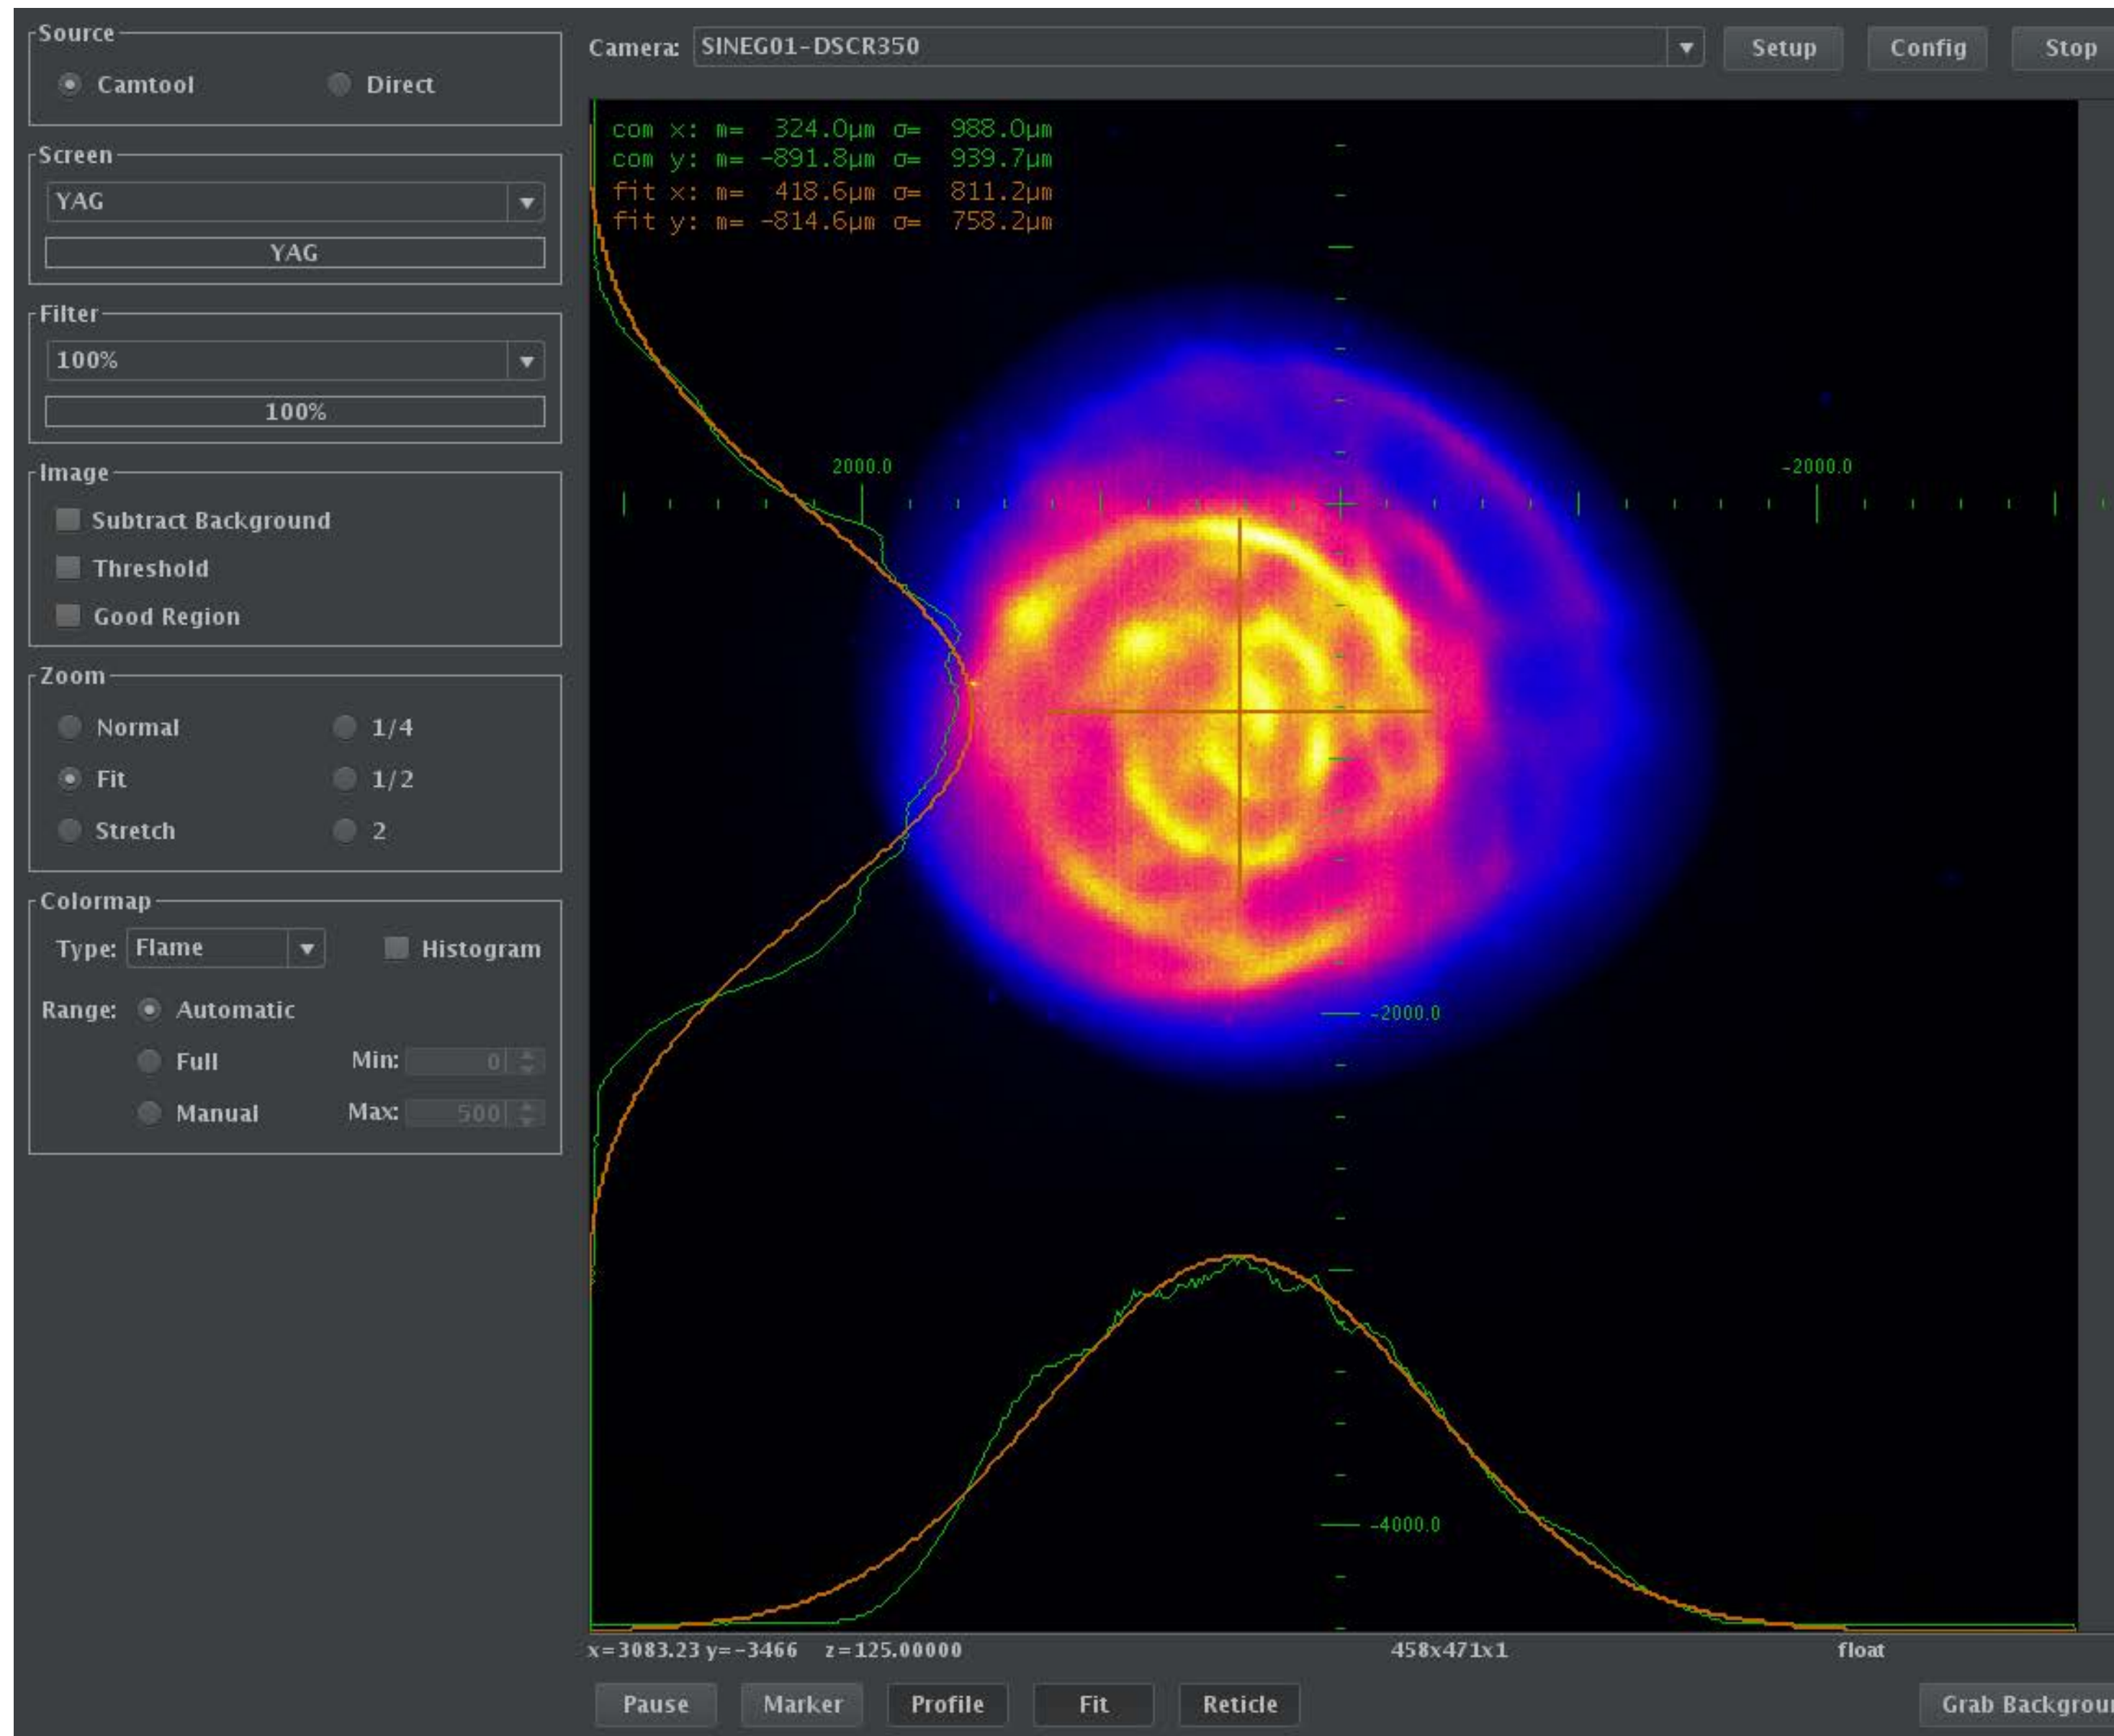 Source
Camtool Direct
Screen
YAG
YAG
Filter
100%
100%
Image
Subtract Background
Threshold
Good Region
Zoom
Normal 1/4
Fit 1/2
Stretch 2
Colormap
Type: Flame Histogram
Range: Automatic
Full Min: 0
Manual Max: 500
Camera: SINEG01-DSCR350 Setup Config Stop
com x: m= 324.0µm σ= 988.0µm
com y: m= -891.8µm σ= 939.7µm
fit x: m= 418.6µm σ= 811.2µm
fit y: m= -814.6µm σ= 758.2µm
2000.0 -2000.0
-2000.0
-4000.0
x=3083.23 y=-3466 z=125.00000 458x471x1 float
Pause Marker Profile Fit Reticle Grab Backgroun